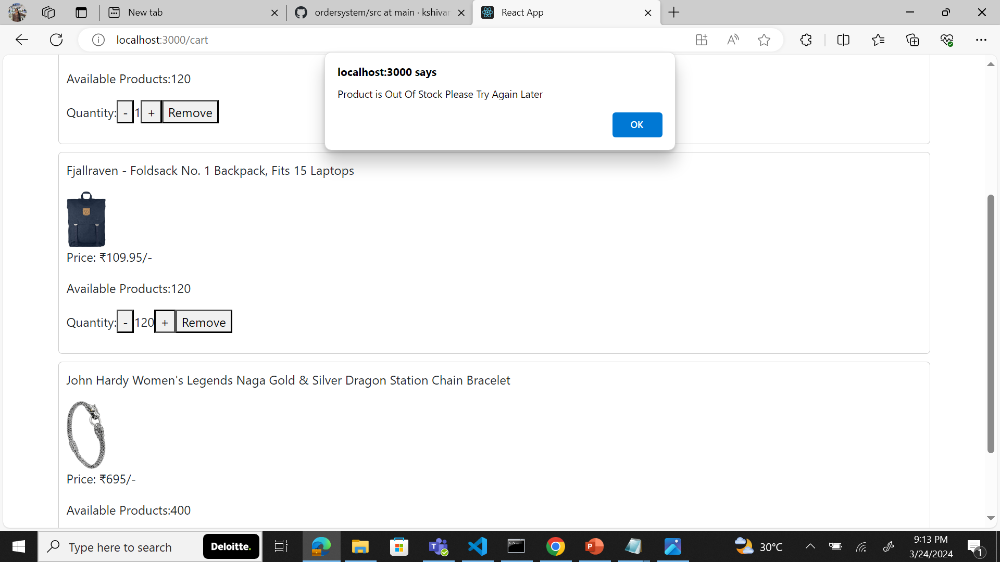 New tab
ordersystem/src at main · kshivar
React App
localhost:3000/cart
localhost:3000 says
Product is Out Of Stock Please Try Again Later
OK
Available Products:120
Quantity: - 1 + Remove
Fjallraven - Foldsack No. 1 Backpack, Fits 15 Laptops
Price: ₹109.95/-
Available Products:120
Quantity: - 120 + Remove
John Hardy Women's Legends Naga Gold & Silver Dragon Station Chain Bracelet
Price: ₹695/-
Available Products:400
Type here to search
Deloitte.
30°C
9:13 PM
3/24/2024
1